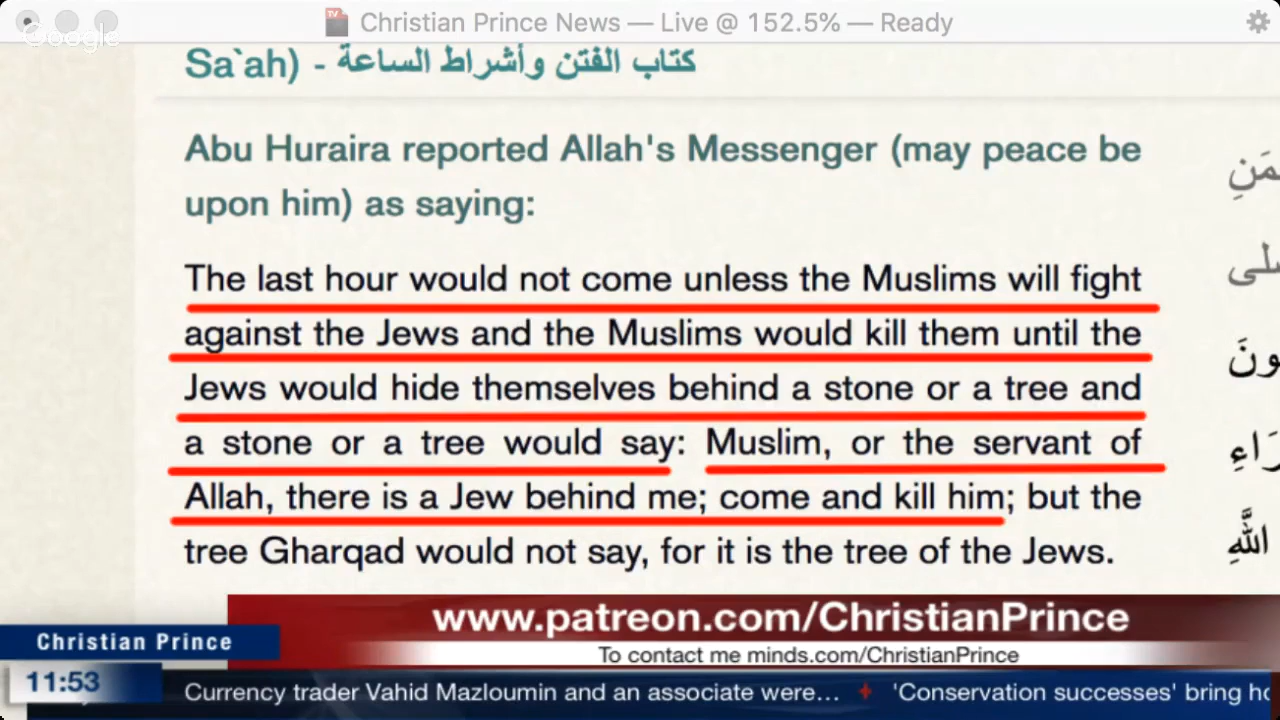 Christian Prince News — Live @ 152.5% — Ready
Google
Sa`ah) - كتاب الفتن وأشراط الساعة
Abu Huraira reported Allah's Messenger (may peace be
upon him) as saying:
The last hour would not come unless the Muslims will fight
against the Jews and the Muslims would kill them until the
Jews would hide themselves behind a stone or a tree and
a stone or a tree would say: Muslim, or the servant of
Allah, there is a Jew behind me; come and kill him; but the
tree Gharqad would not say, for it is the tree of the Jews.
اللَّهِ
www.patreon.com/ChristianPrince
To contact me minds.com/ChristianPrince
Christian Prince
11:53
Currency trader Vahid Mazloumin and an associate were... 'Conservation successes' bring